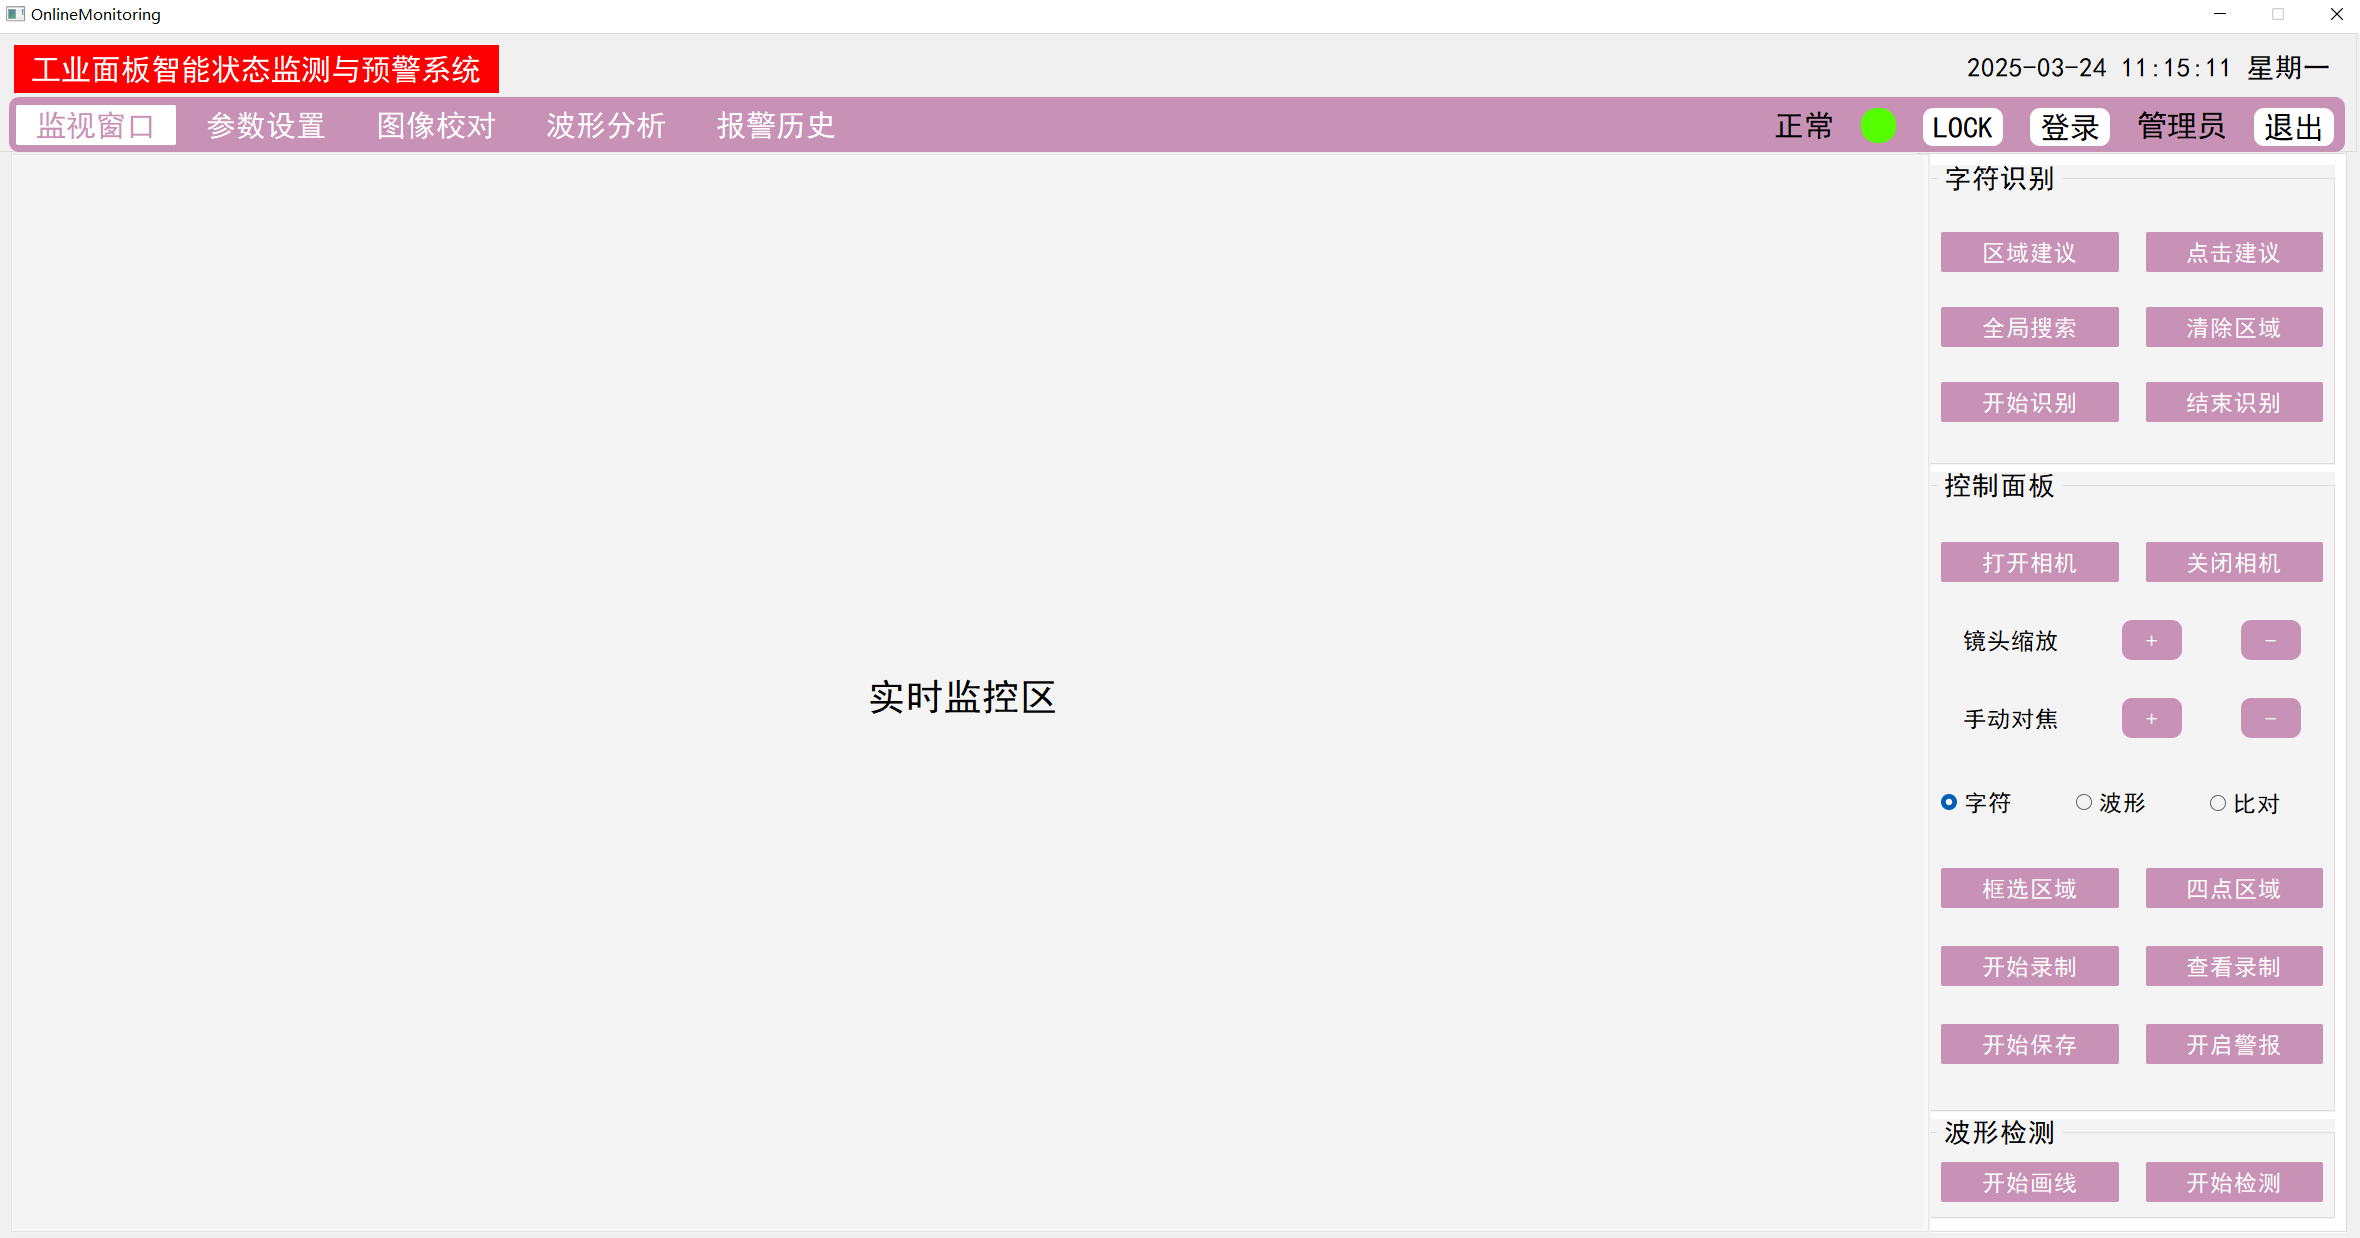 OnlineMonitoring
工业面板智能状态监测与预警系统
2025-03-24 11:15:11 星期一
监视窗口 参数设置 图像校对 波形分析 报警历史 正常 LOCK 登录 管理员 退出
实时监控区
字符识别
区域建议 点击建议
全局搜索 清除区域
开始识别 结束识别
控制面板
打开相机 关闭相机
镜头缩放 + −
手动对焦 + −
字符 波形 比对
框选区域 四点区域
开始录制 查看录制
开始保存 开启警报
波形检测
开始画线 开始检测